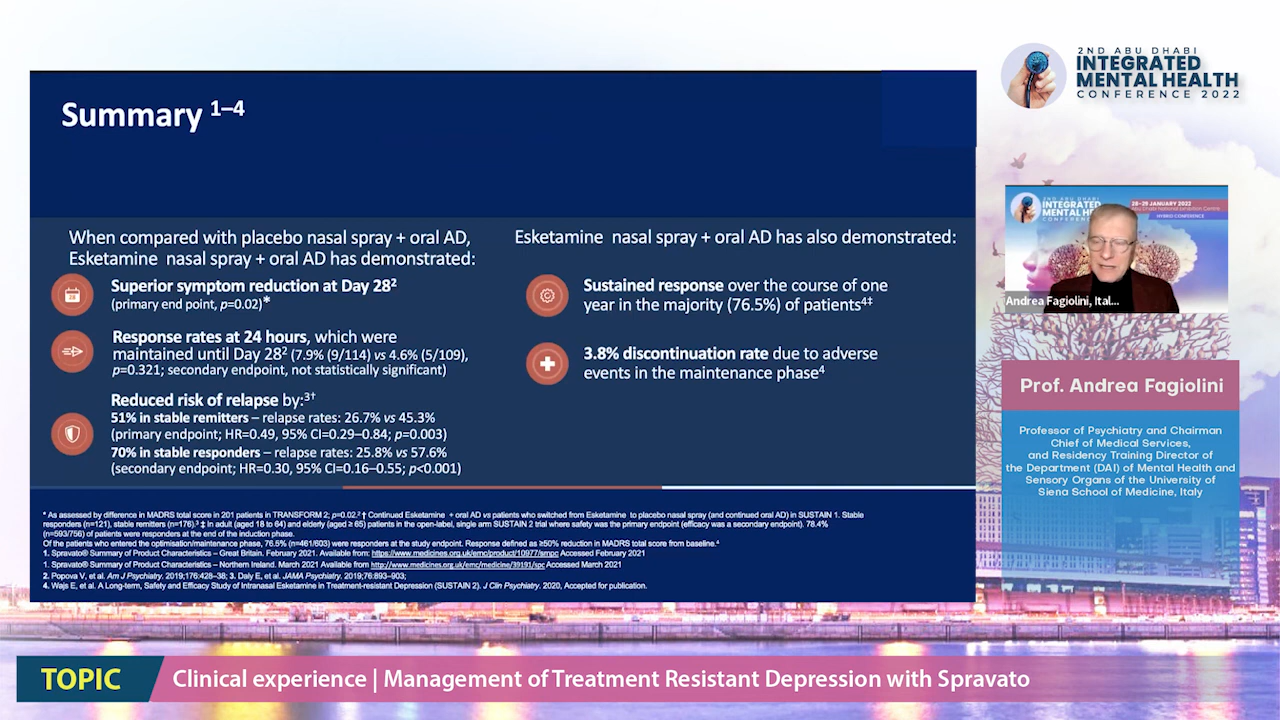 Summary 1–4
When compared with placebo nasal spray + oral AD,
Esketamine nasal spray + oral AD has demonstrated:
28
Superior symptom reduction at Day 28²
(primary end point, p=0.02)*
Response rates at 24 hours, which were
maintained until Day 28² (7.9% (9/114) vs 4.6% (5/109),
p=0.321; secondary endpoint, not statistically significant)
Reduced risk of relapse by:3†
51% in stable remitters – relapse rates: 26.7% vs 45.3%
(primary endpoint; HR=0.49, 95% CI=0.29–0.84; p=0.003)
70% in stable responders – relapse rates: 25.8% vs 57.6%
(secondary endpoint; HR=0.30, 95% CI=0.16–0.55; p<0.001)
Esketamine nasal spray + oral AD has also demonstrated:
Sustained response over the course of one
year in the majority (76.5%) of patients4‡
3.8% discontinuation rate due to adverse
events in the maintenance phase4
* As assessed by difference in MADRS total score in 201 patients in TRANSFORM 2; p=0.02.2 † Continued Esketamine + oral AD vs patients who switched from Esketamine to placebo nasal spray (and continued oral AD) in SUSTAIN 1. Stable
responders (n=121), stable remitters (n=176).3 ‡ In adult (aged 18 to 64) and elderly (aged ≥ 65) patients in the open-label, single arm SUSTAIN 2 trial where safety was the primary endpoint (efficacy was a secondary endpoint). 78.4%
(n=593/756) of patients were responders at the end of the induction phase.
Of the patients who entered the optimisation/maintenance phase, 76.5% (n=461/603) were responders at the study endpoint. Response defined as ≥50% reduction in MADRS total score from baseline.4
1. Spravato® Summary of Product Characteristics – Great Britain. February 2021. Available from: https://www.medicines.org.uk/emc/product/10977/smpc Accessed February 2021
1. Spravato® Summary of Product Characteristics – Northern Ireland. March 2021 Available from http://www.medicines.org.uk/emc/medicine/39191/spc Accessed March 2021
2. Popova V, et al. Am J Psychiatry. 2019;176:428–38; 3. Daly E, et al. JAMA Psychiatry. 2019;76:893–903;
4. Wajs E, et al. A Long-term, Safety and Efficacy Study of Intranasal Esketamine in Treatment-resistant Depression (SUSTAIN 2). J Clin Psychiatry. 2020, Accepted for publication.
2ND ABU DHABI
INTEGRATED
MENTAL HEALTH
CONFERENCE 2022
2ND ABU DHABI
INTEGRATED
MENTAL HE
28-29 JANUARY 2022
Abu Dhabi National Exhibition Centre
HYBRID CONFERENCE
Andrea Fagiolini, Ital...
Prof. Andrea Fagiolini
Professor of Psychiatry and Chairman
Chief of Medical Services,
and Residency Training Director of
the Department (DAI) of Mental Health and
Sensory Organs of the University of
Siena School of Medicine, Italy
TOPIC
Clinical experience | Management of Treatment Resistant Depression with Spravato